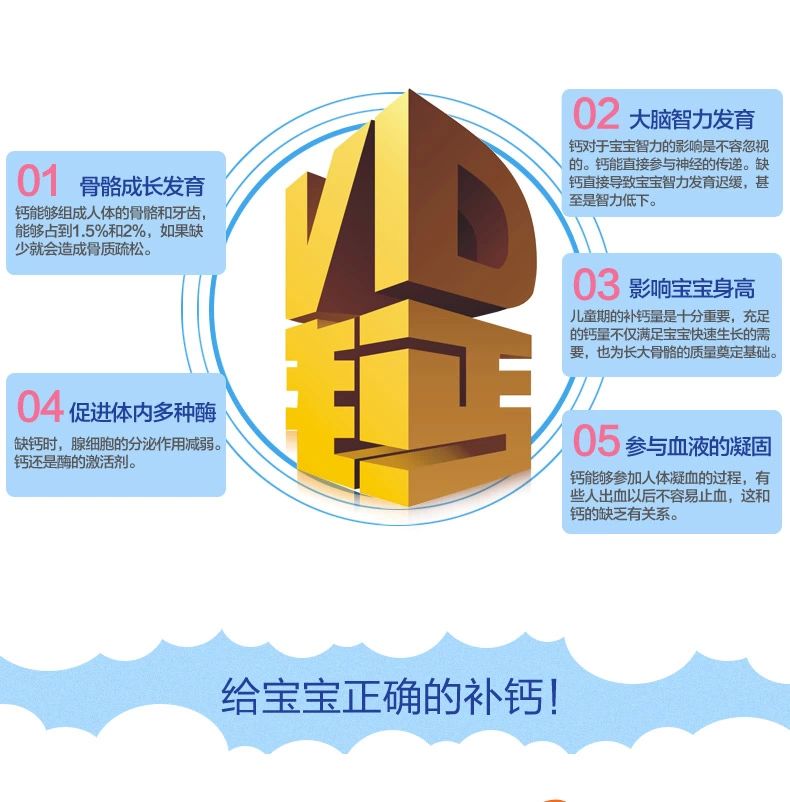 01 骨骼成长发育
钙能够组成人体的骨骼和牙齿，
能够占到1.5%和2%，如果缺
少就会造成骨质疏松。
02 大脑智力发育
钙对于宝宝智力的影响是不容忽视
的。钙能直接参与神经的传递。缺
钙直接导致宝宝智力发育迟缓，甚
至是智力低下。
03 影响宝宝身高
儿童期的补钙量是十分重要，充足
的钙量不仅满足宝宝快速生长的需
要，也为长大骨骼的质量奠定基础。
04 促进体内多种酶
缺钙时，腺细胞的分泌作用减弱。
钙还是酶的激活剂。
05 参与血液的凝固
钙能够参加人体凝血的过程，有
些人出血以后不容易止血，这和
钙的缺乏有关系。
VD
钙
给宝宝正确的补钙！